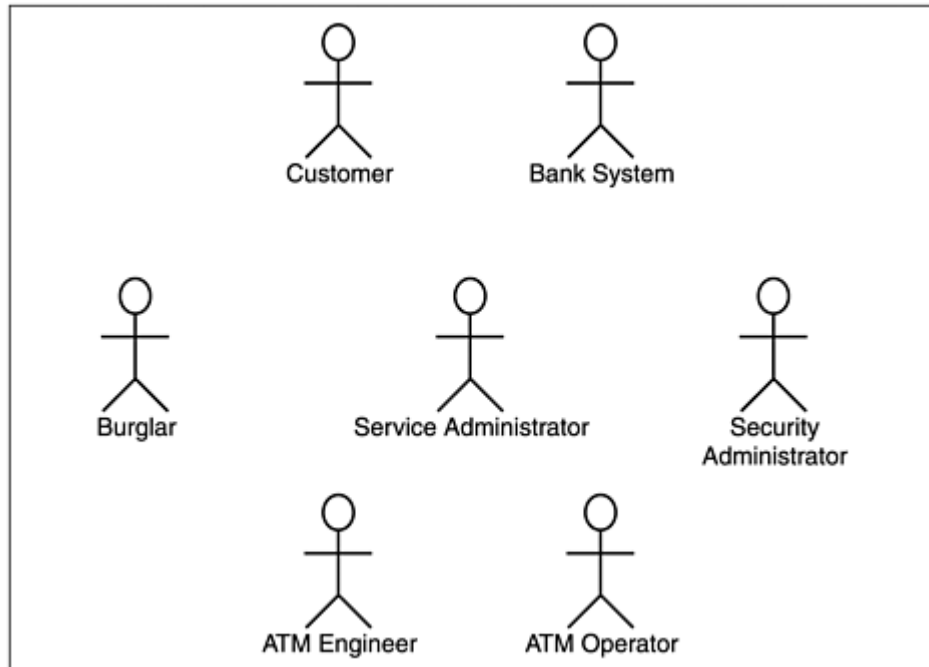 Customer
Bank System
Burglar
Service Administrator
Security
Administrator
ATM Engineer
ATM Operator